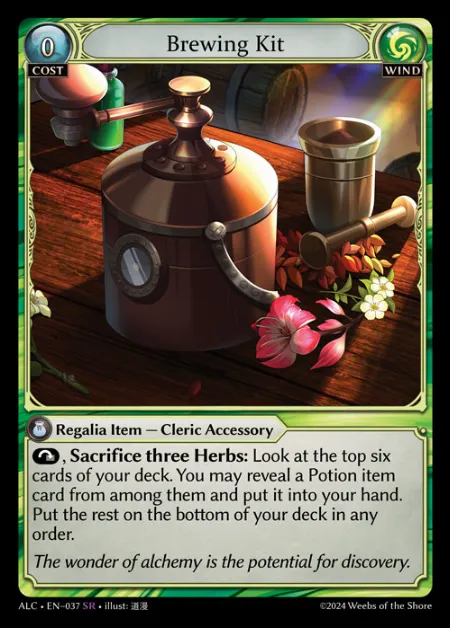 0
Brewing Kit
COST
WIND
Regalia Item — Cleric Accessory
, Sacrifice three Herbs: Look at the top six
cards of your deck. You may reveal a Potion item
card from among them and put it into your hand.
Put the rest on the bottom of your deck in any
order.
The wonder of alchemy is the potential for discovery.
ALC • EN–037 SR • illust: 道漫
©2024 Weebs of the Shore